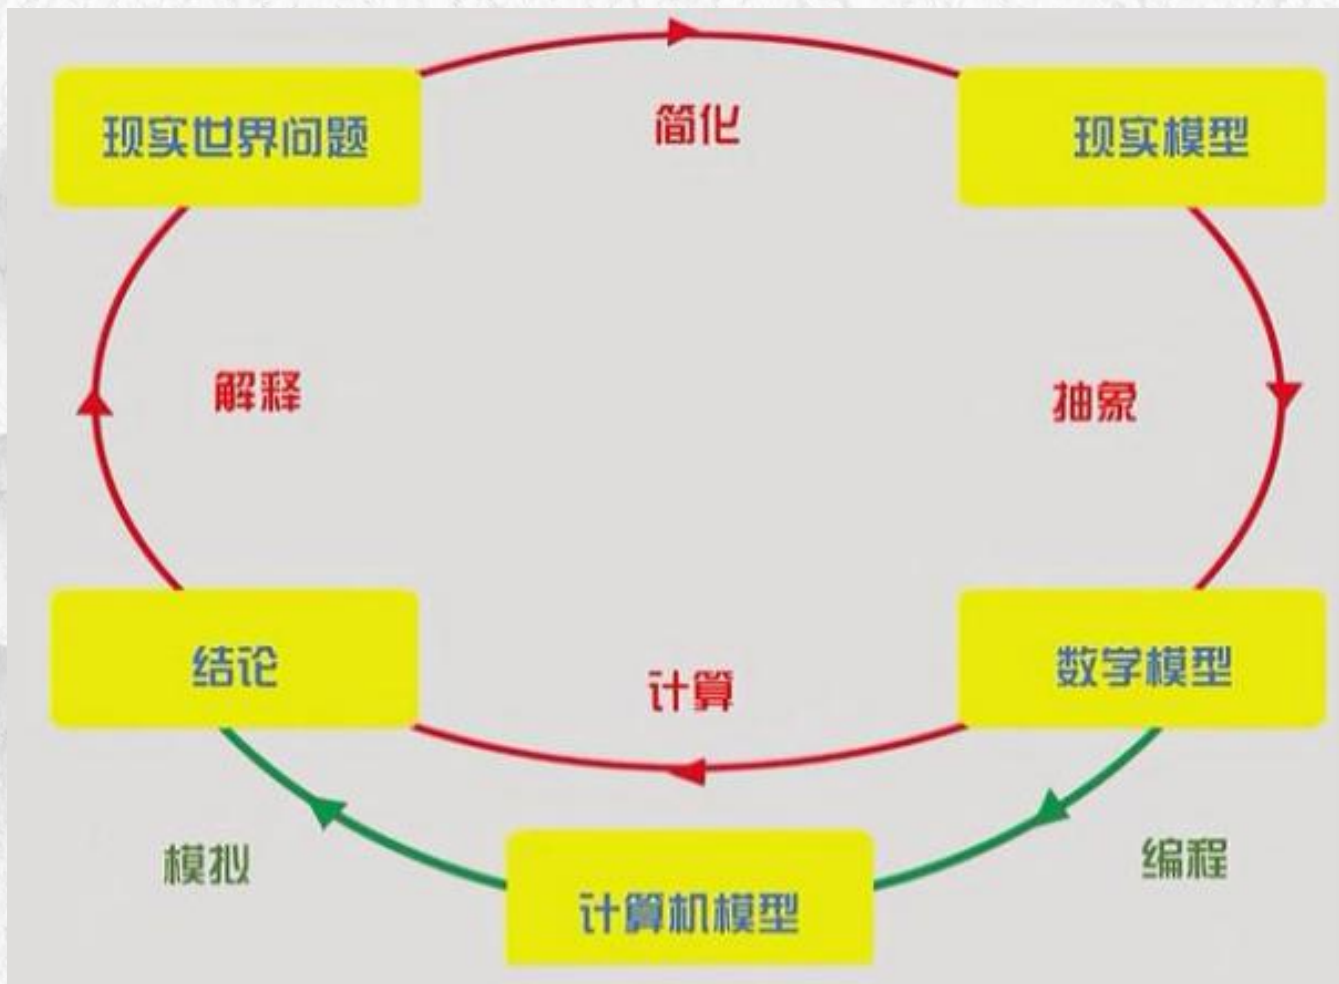 现实世界问题
简化
现实模型
解释
抽象
结论
计算
数学模型
模拟
计算机模型
编程